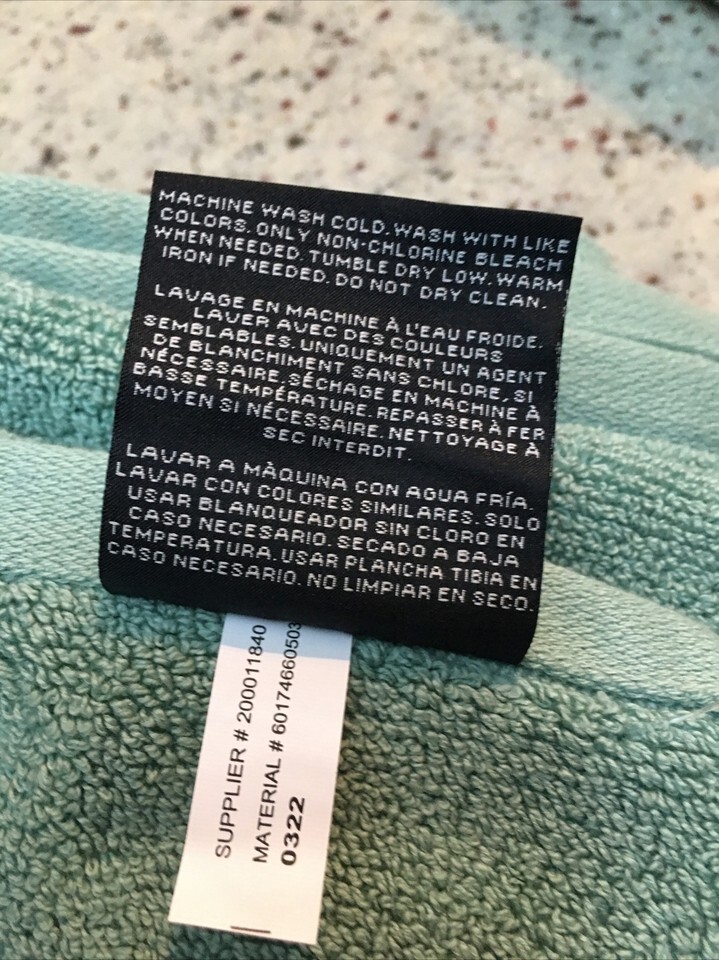 MACHINE WASH COLD. WASH WITH LIKE
COLORS. ONLY NON-CHLORINE BLEACH
WHEN NEEDED. TUMBLE DRY LOW. WARM
IRON IF NEEDED. DO NOT DRY CLEAN.
LAVAGE EN MACHINE À L'EAU FROIDE.
LAVER AVEC DES COULEURS
SEMBLABLES. UNIQUEMENT UN AGENT
DE BLANCHIMENT SANS CHLORE, SI
NÉCESSAIRE. SÉCHAGE EN MACHINE À
BASSE TEMPÉRATURE. REPASSER À FER
MOYEN SI NÉCESSAIRE. NETTOYAGE À
SEC INTERDIT.
LAVAR A MÀQUINA CON AGUA FRÍA.
LAVAR CON COLORES SIMILARES. SOLO
USAR BLANQUEADOR SIN CLORO EN
CASO NECESARIO. SECADO A BAJA
TEMPERATURA. USAR PLANCHA TIBIA EN
CASO NECESARIO. NO LIMPIAR EN SECO.
SUPPLIER # 200011840
MATERIAL # 60174660503
0322